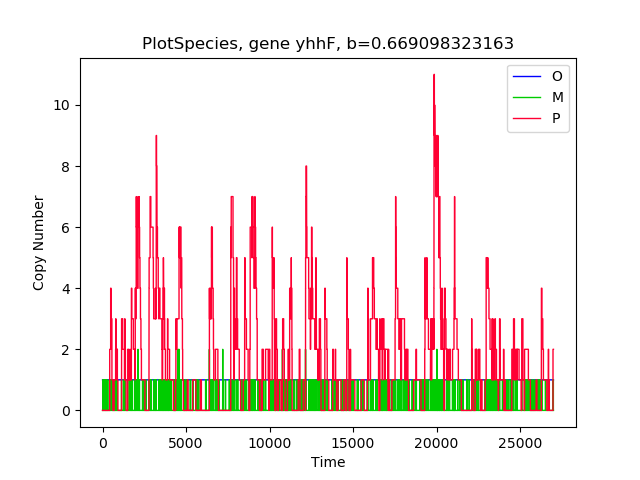 PlotSpecies, gene yhhF, b=0.669098323163
O
M
P
10
8
6
4
2
0
Copy Number
0 5000 10000 15000 20000 25000
Time